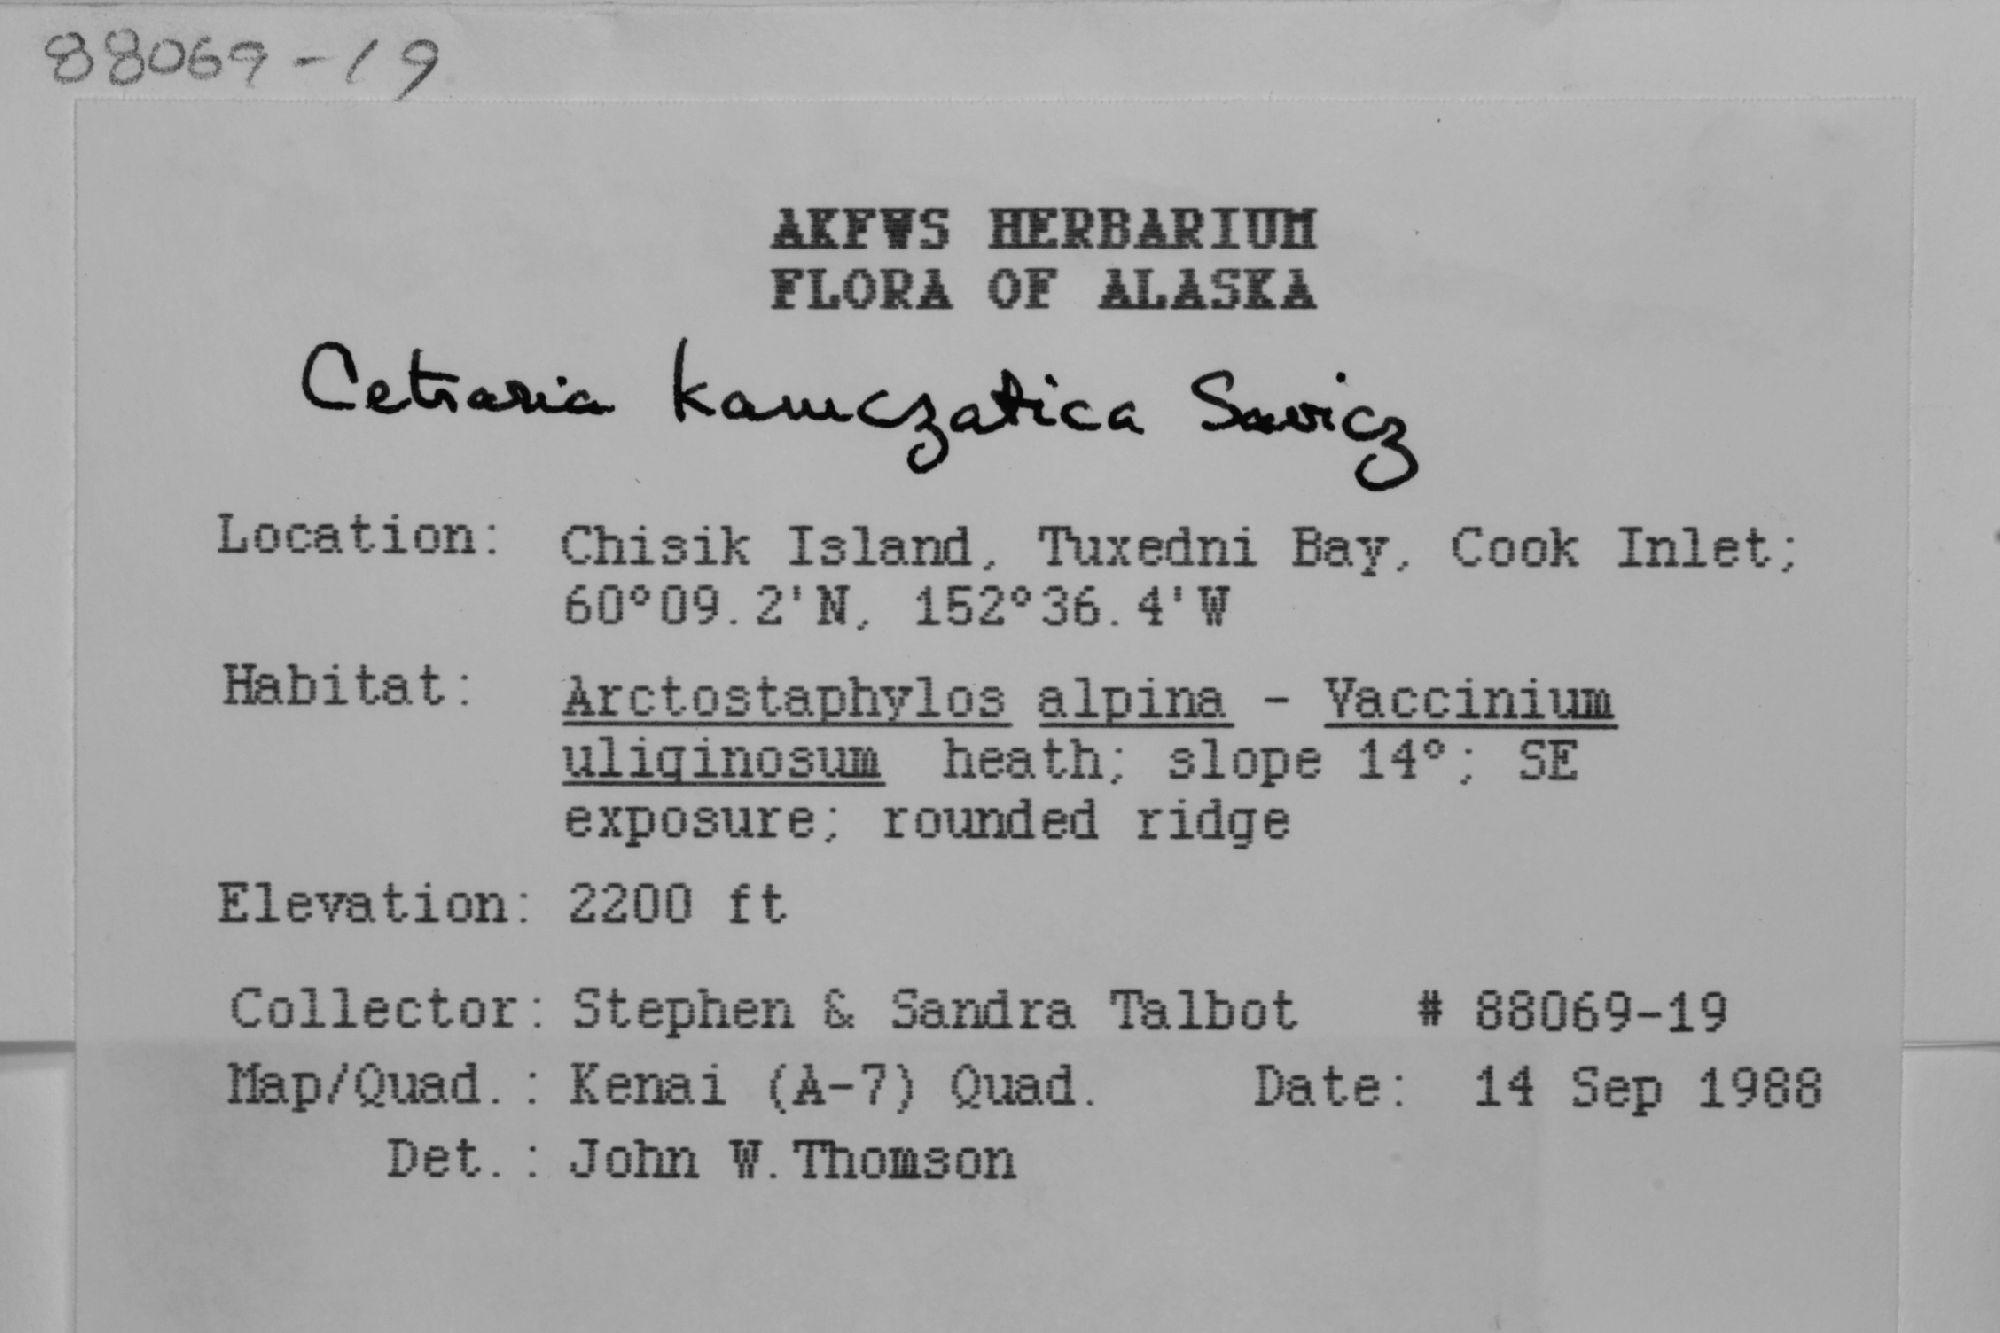 88069-19
AKFWS HERBARIUM
FLORA OF ALASKA
Cetraria kamczatica Savicz
Location: Chisik Island, Tuxedni Bay, Cook Inlet;
60°09.2'N, 152°36.4'W
Habitat: Arctostaphylos alpina - Vaccinium
uliginosum heath; slope 14°; SE
exposure; rounded ridge
Elevation: 2200 ft
Collector: Stephen & Sandra Talbot # 88069-19
Map/Quad.: Kenai (A-7) Quad. Date: 14 Sep 1988
Det.: John W. Thomson